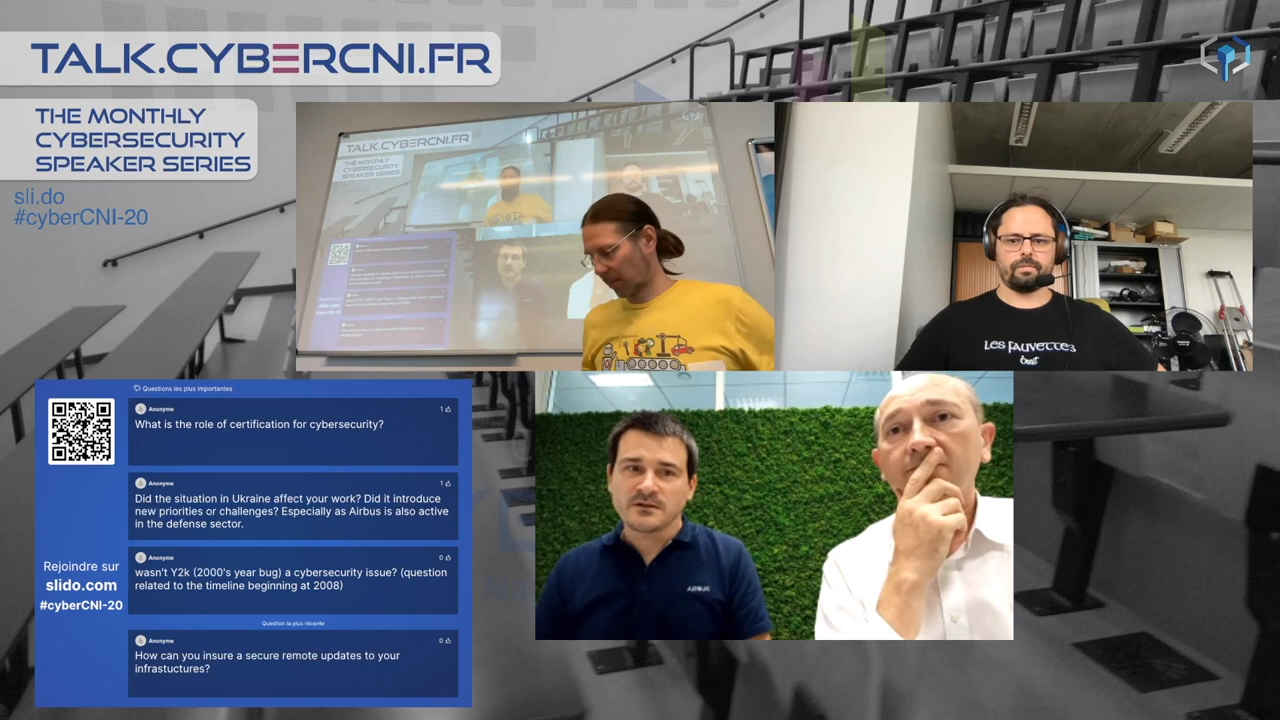 TALK.CYBERCNI.FR
THE MONTHLY
CYBERSECURITY
SPEAKER SERIES
sli.do
#cyberCNI-20
TALK.CYBERCNI.FR
THE MONTHLY
CYBERSECURITY
SPEAKER SERIES
LES FAUVETTES
Brest
AIRBUS
Questions les plus importantes
Anonyme
1
What is the role of certification for cybersecurity?
Anonyme
1
Did the situation in Ukraine affect your work? Did it introduce
new priorities or challenges? Especially as Airbus is also active
in the defense sector.
Anonyme
0
wasn't Y2k (2000's year bug) a cybersecurity issue? (question
related to the timeline beginning at 2008)
Question la plus récente
Anonyme
0
How can you insure a secure remote updates to your
infrastuctures?
Rejoindre sur
slido.com
#cyberCNI-20